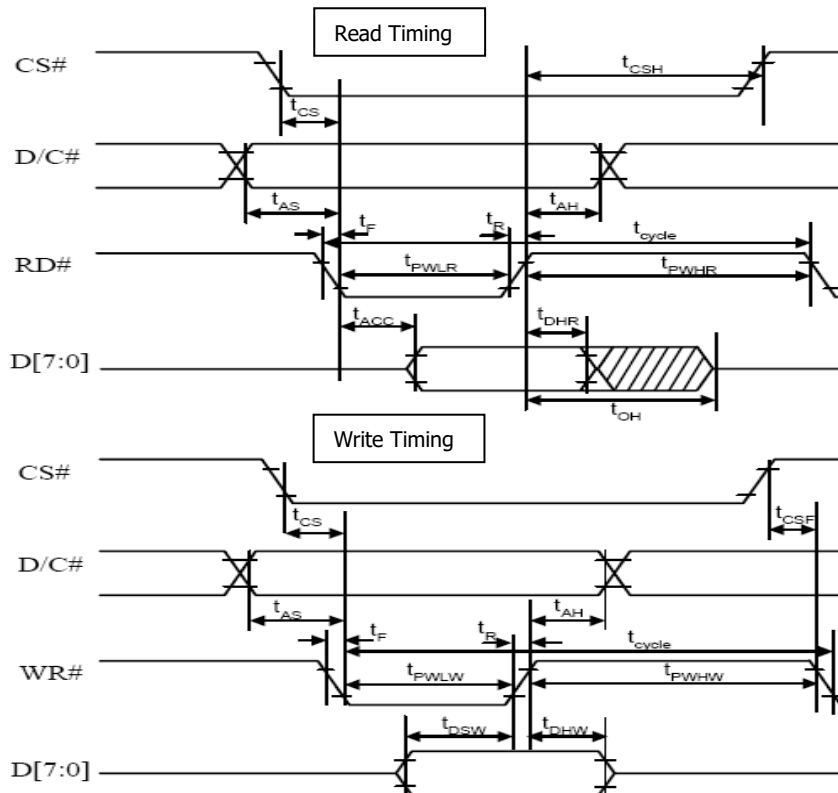 Read Timing
CS#
tCSH
tCS
D/C#
tAS
tF
tR
tAH
tcycle
RD#
tPWLR
tPWHR
tACC
tDHR
D[7:0]
tOH
Write Timing
CS#
tCS
tCSF
D/C#
tAS
tF
tR
tAH
tcycle
WR#
tPWLW
tPWHW
tDSW
tDHW
D[7:0]